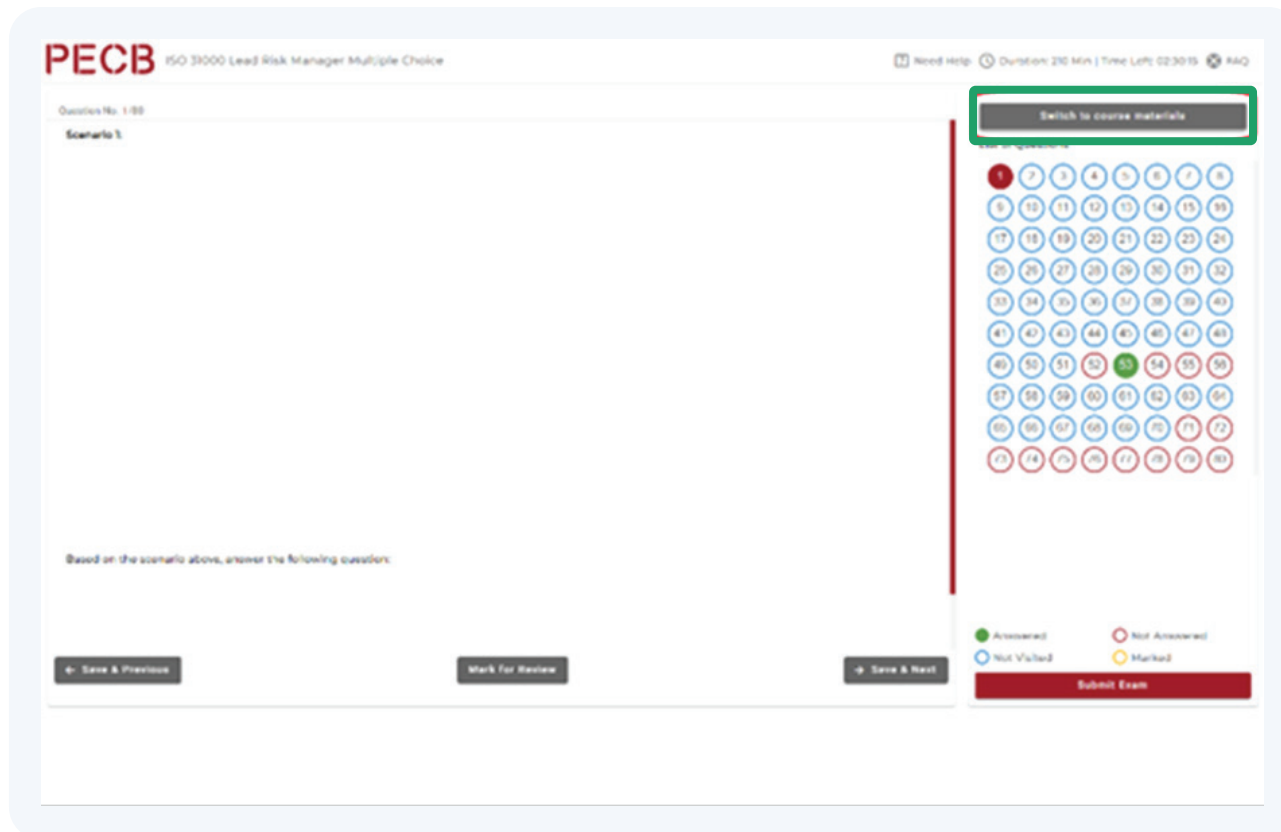 PECB ISO 31000 Lead Risk Manager Multiple Choice
Need Help Duration: 210 Min | Time Left: 02:30:15 FAQ
Question No. 1/80
Scenario 1:
Based on the scenario above, answer the following question:
← Save & Previous
Mark for Review
→ Save & Next
Switch to course materials
List of Questions
1 2 3 4 5 6 7 8
9 10 11 12 13 14 15 16
17 18 19 20 21 22 23 24
25 26 27 28 29 30 31 32
33 34 35 36 37 38 39 40
41 42 43 44 45 46 47 48
49 50 51 52 53 54 55 56
57 58 59 60 61 62 63 64
65 66 67 68 69 70 71 72
73 74 75 76 77 78 79 80
Answered Not Answered
Not Visited Marked
Submit Exam